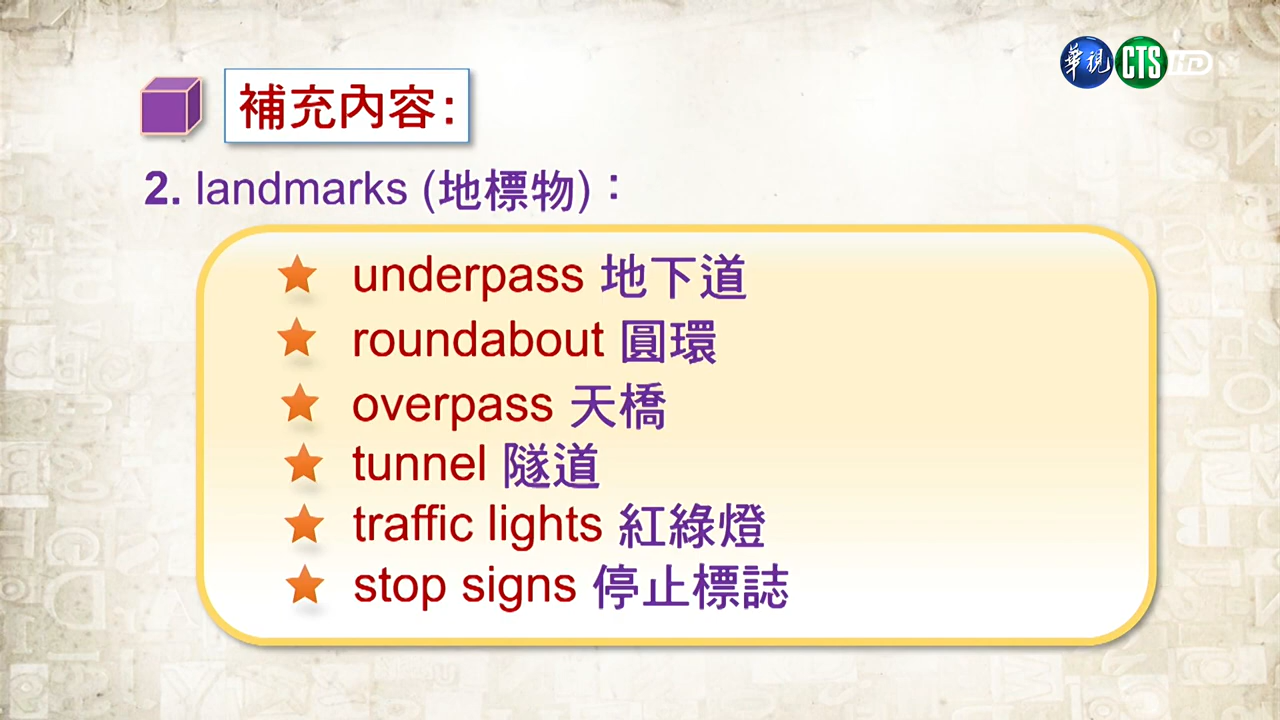 華視 CTS HD
補充內容:
2. landmarks (地標物)：
underpass 地下道
roundabout 圓環
overpass 天橋
tunnel 隧道
traffic lights 紅綠燈
stop signs 停止標誌